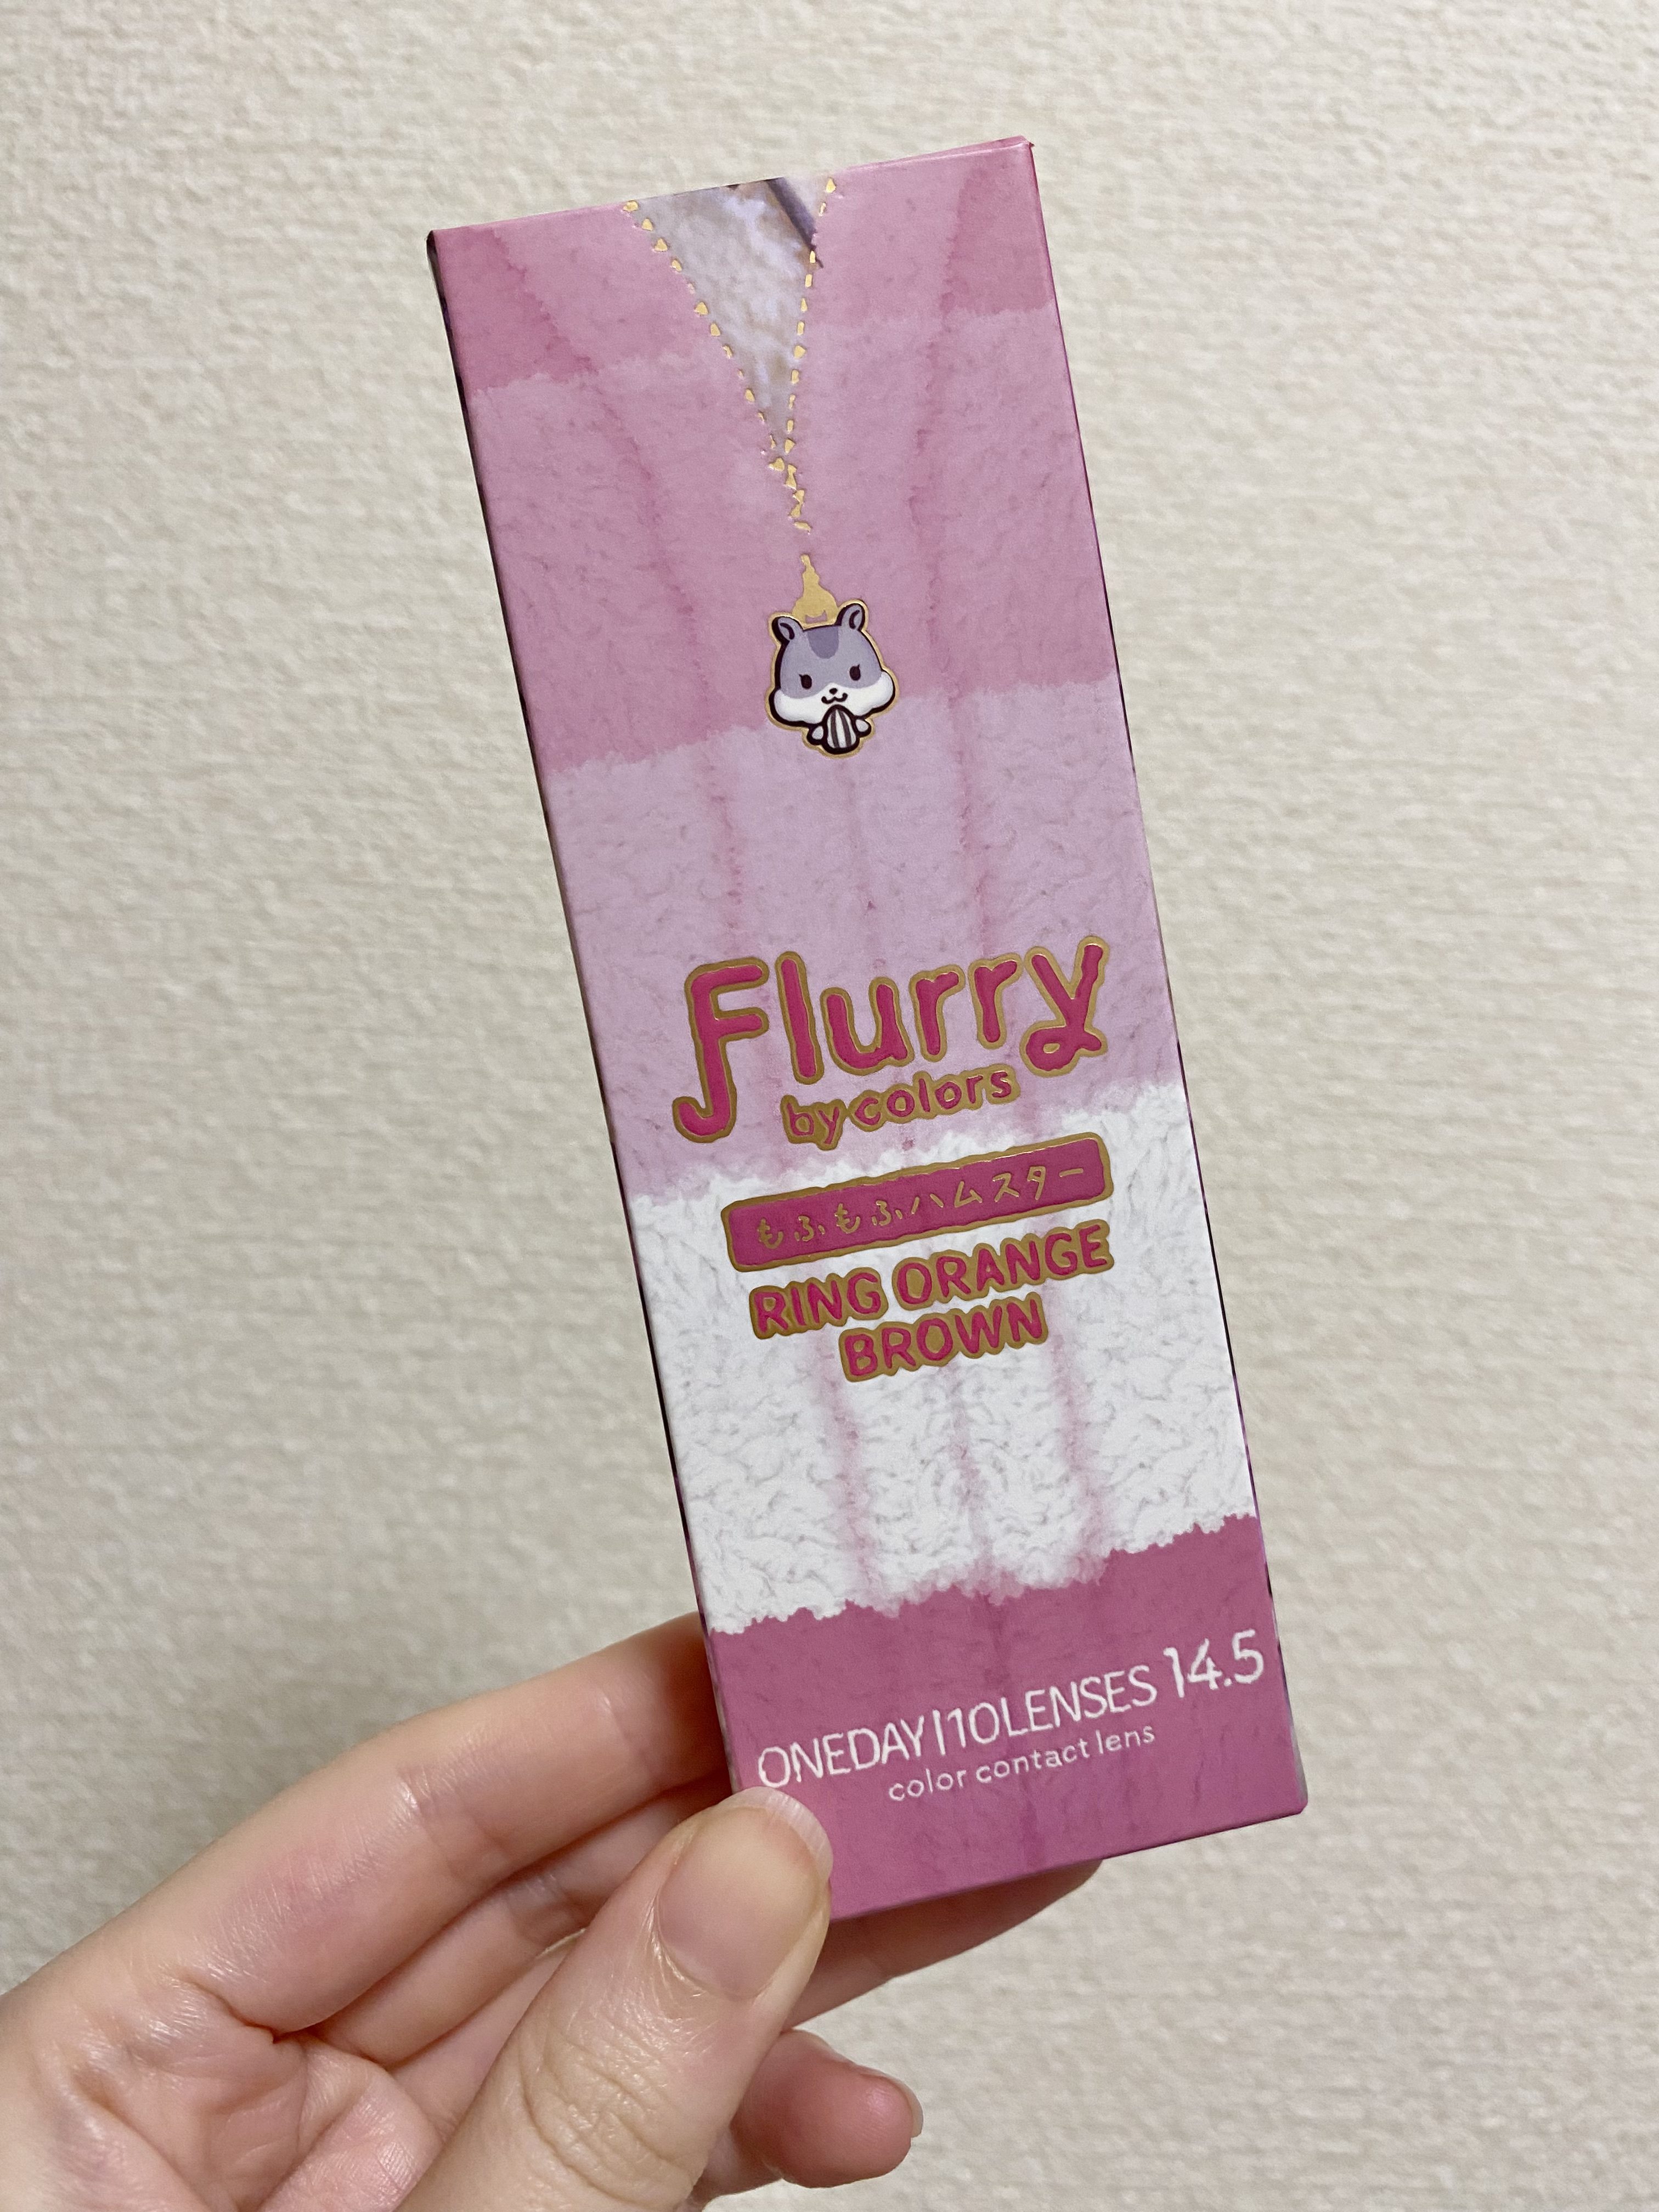 Flurry
by colors
もふもふハムスター
RING ORANGE
BROWN
ONEDAY|10LENSES 14.5
color contact lens